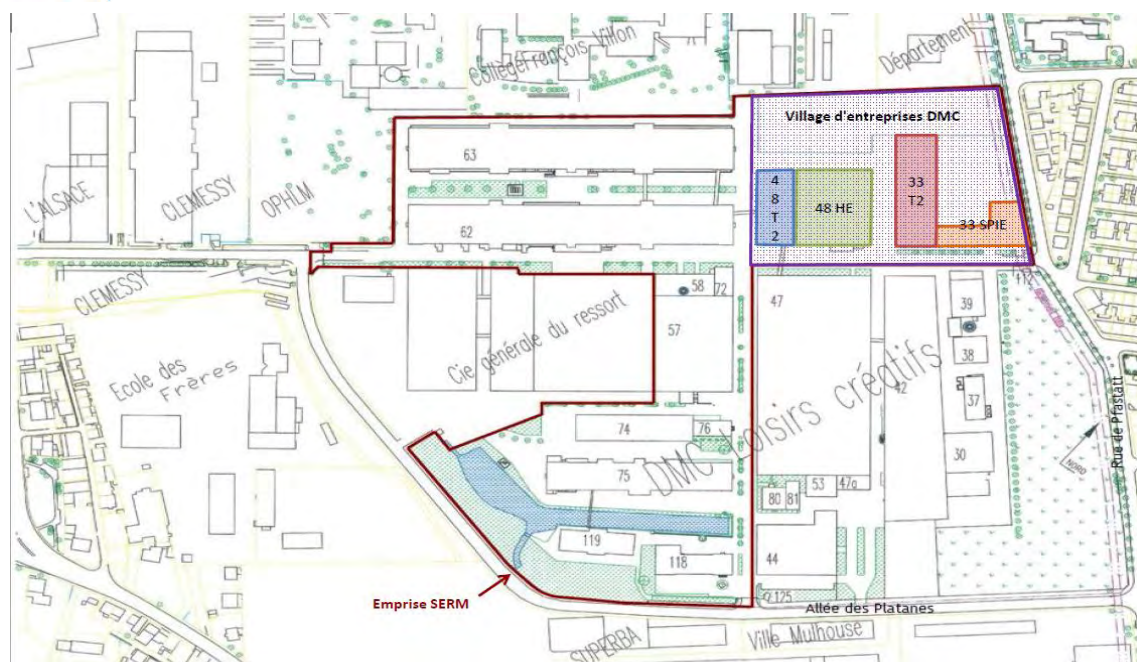 Collège François Villon
Département
Village d'entreprises DMC
L'ALSACE
CLEMESSY
OPHLM
63
62
48T2
48 HE
33
T2
33 SPIE
CLEMESSY
Cie générale du ressort
58
72
57
47
39
38
37
42
30
Ecole des
Frères
DMC Loisirs créatifs
74
76
75
53
47a
80
81
119
118
44
125
NORD
Rue de Pfastatt
Emprise SERM
Allée des Platanes
SUPERBA
Ville Mulhouse